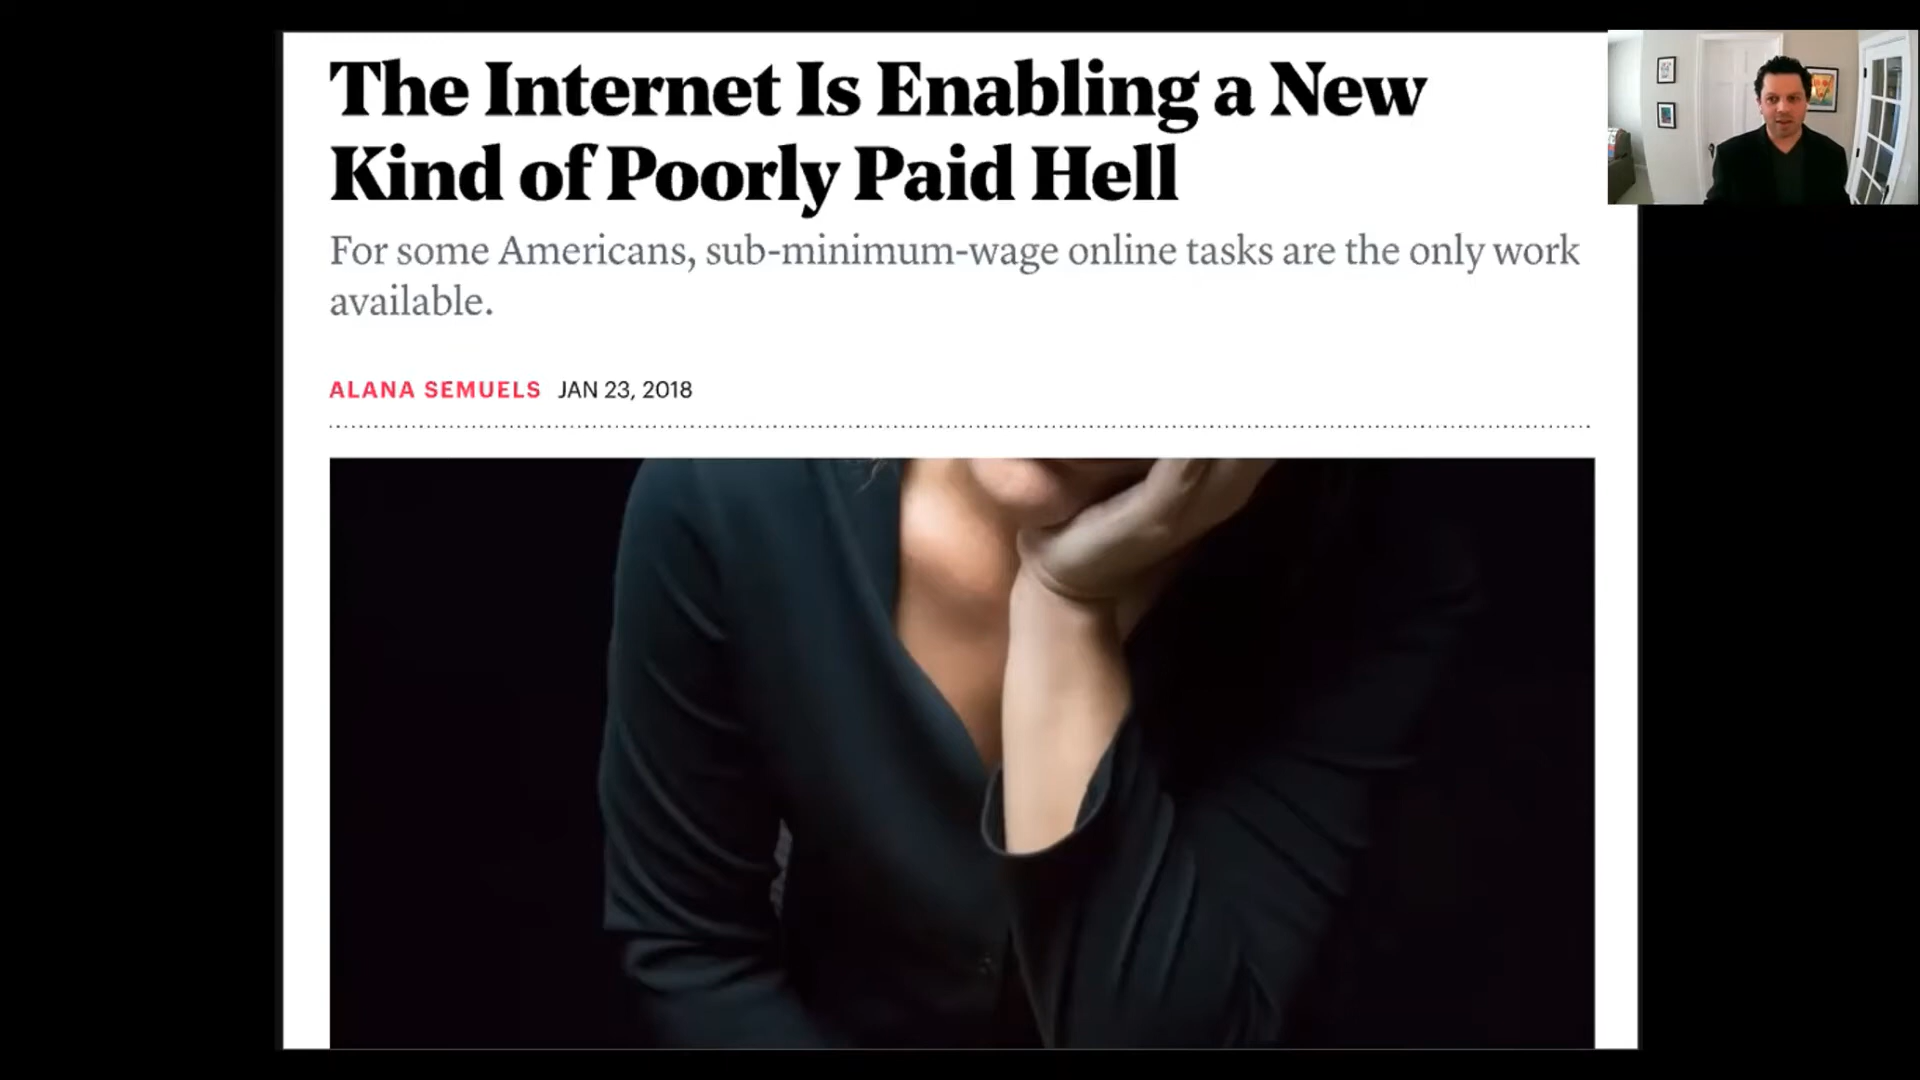 The Internet Is Enabling a New
Kind of Poorly Paid Hell
For some Americans, sub-minimum-wage online tasks are the only work
available.
ALANA SEMUELS JAN 23, 2018